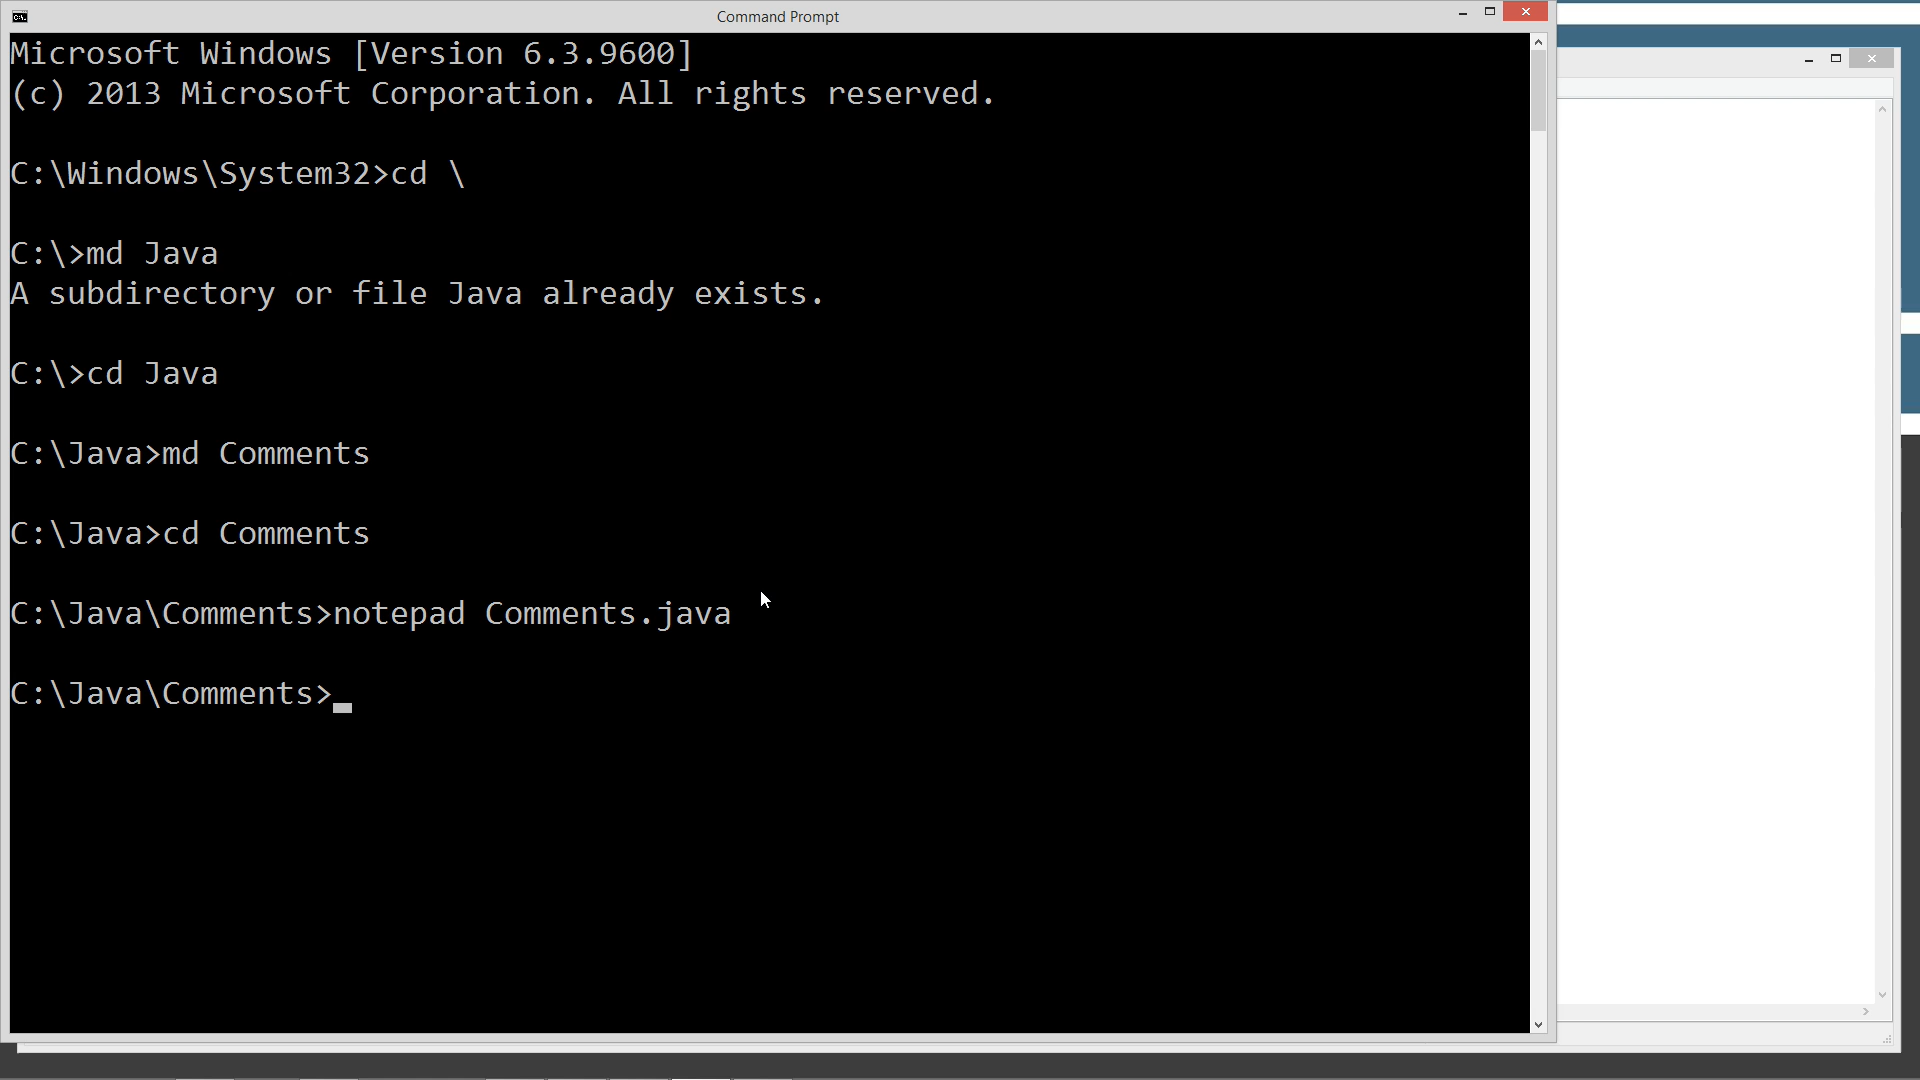 Command Prompt
Microsoft Windows [Version 6.3.9600]
(c) 2013 Microsoft Corporation. All rights reserved.
C:\Windows\System32>cd \
C:\>md Java
A subdirectory or file Java already exists.
C:\>cd Java
C:\Java>md Comments
C:\Java>cd Comments
C:\Java\Comments>notepad Comments.java
C:\Java\Comments>